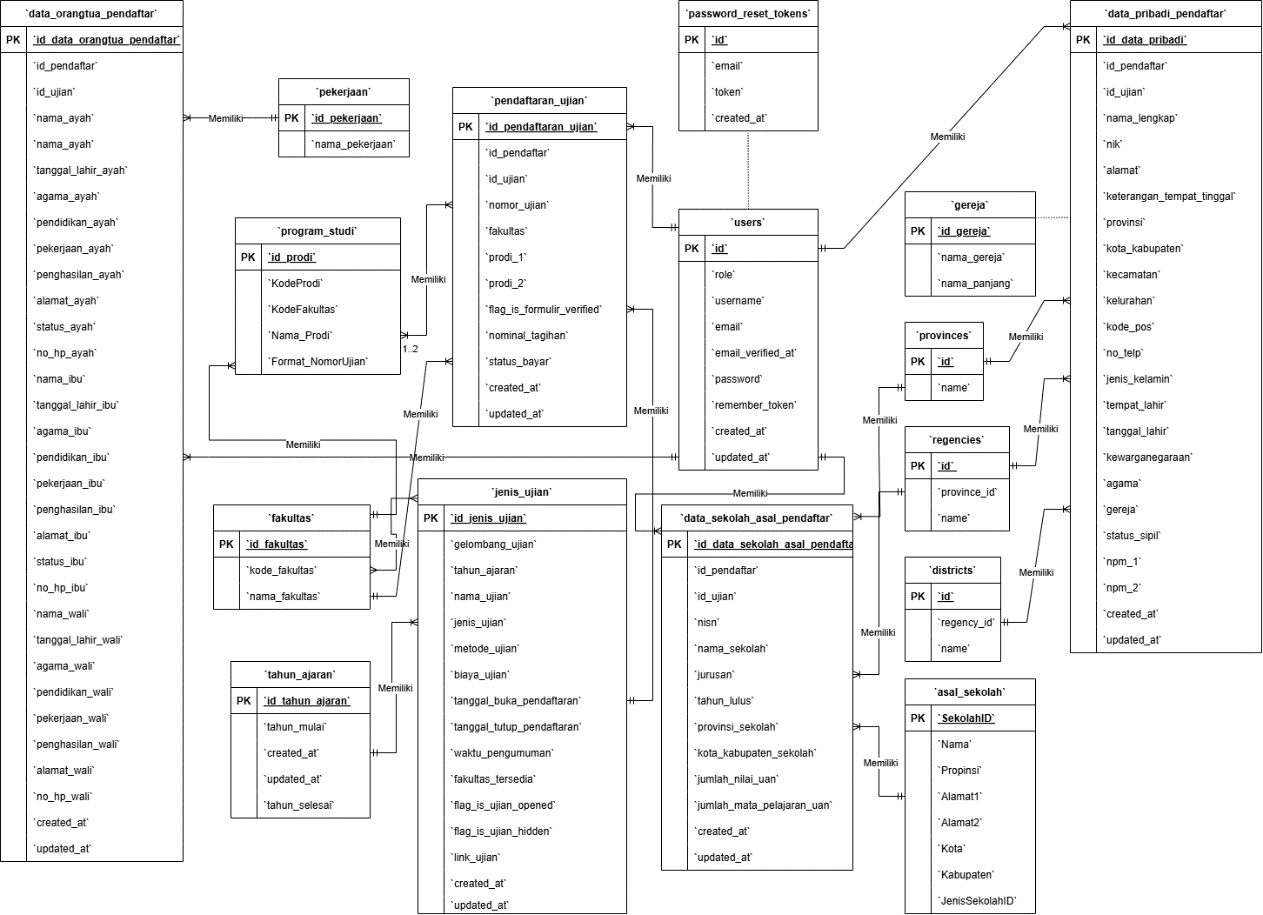 `data_orangtua_pendaftar`
PK `id_data_orangtua_pendaftar`
`id_pendaftar`
`id_ujian`
`nama_ayah`
`nama_ayah`
`tanggal_lahir_ayah`
`agama_ayah`
`pendidikan_ayah`
`pekerjaan_ayah`
`penghasilan_ayah`
`alamat_ayah`
`status_ayah`
`no_hp_ayah`
`nama_ibu`
`tanggal_lahir_ibu`
`agama_ibu`
`pendidikan_ibu`
`pekerjaan_ibu`
`penghasilan_ibu`
`alamat_ibu`
`status_ibu`
`no_hp_ibu`
`nama_wali`
`tanggal_lahir_wali`
`agama_wali`
`pendidikan_wali`
`pekerjaan_wali`
`penghasilan_wali`
`alamat_wali`
`no_hp_wali`
`created_at`
`updated_at`
Memiliki
`pekerjaan`
PK `id_pekerjaan`
`nama_pekerjaan`
`program_studi`
PK `id_prodi`
`KodeProdi`
`KodeFakultas`
`Nama_Prodi`
`Format_NomorUjian`
1..2
Memiliki
Memiliki
Memiliki
Memiliki
`fakultas`
PK `id_fakultas`
`kode_fakultas`
`nama_fakultas`
Memiliki
`tahun_ajaran`
PK `id_tahun_ajaran`
`tahun_mulai`
`created_at`
`updated_at`
`tahun_selesai`
Memiliki
`pendaftaran_ujian`
PK `id_pendaftaran_ujian`
`id_pendaftar`
`id_ujian`
`nomor_ujian`
`fakultas`
`prodi_1`
`prodi_2`
`flag_is_formulir_verified`
`nominal_tagihan`
`status_bayar`
`created_at`
`updated_at`
Memiliki
Memiliki
`jenis_ujian`
PK `id_jenis_ujian`
`gelombang_ujian`
`tahun_ajaran`
`nama_ujian`
`jenis_ujian`
`metode_ujian`
`biaya_ujian`
`tanggal_buka_pendaftaran`
`tanggal_tutup_pendaftaran`
`waktu_pengumuman`
`fakultas_tersedia`
`flag_is_ujian_opened`
`flag_is_ujian_hidden`
`link_ujian`
`created_at`
`updated_at`
`password_reset_tokens`
PK `id`
`email`
`token`
`created_at`
`users`
PK `id`
`role`
`username`
`email`
`email_verified_at`
`password`
`remember_token`
`created_at`
`updated_at`
Memiliki
`data_sekolah_asal_pendaftar`
PK `id_data_sekolah_asal_pendafta
`id_pendaftar`
`id_ujian`
`nisn`
`nama_sekolah`
`jurusan`
`tahun_lulus`
`provinsi_sekolah`
`kota_kabupaten_sekolah`
`jumlah_nilai_uan`
`jumlah_mata_pelajaran_uan`
`created_at`
`updated_at`
Memiliki
Memiliki
Memiliki
Memiliki
`gereja`
PK `id_gereja`
`nama_gereja`
`nama_panjang`
`provinces`
PK `id`
`name`
Memiliki
`regencies`
PK `id`
`province_id`
`name`
Memiliki
`districts`
PK `id`
`regency_id`
`name`
Memiliki
`asal_sekolah`
PK `SekolahID`
`Nama`
`Propinsi`
`Alamat1`
`Alamat2`
`Kota`
`Kabupaten`
`JenisSekolahID`
`data_pribadi_pendaftar`
PK `id_data_pribadi`
`id_pendaftar`
`id_ujian`
`nama_lengkap`
`nik`
`alamat`
`keterangan_tempat_tinggal`
`provinsi`
`kota_kabupaten`
`kecamatan`
`kelurahan`
`kode_pos`
`no_telp`
`jenis_kelamin`
`tempat_lahir`
`tanggal_lahir`
`kewarganegaraan`
`agama`
`gereja`
`status_sipil`
`npm_1`
`npm_2`
`created_at`
`updated_at`